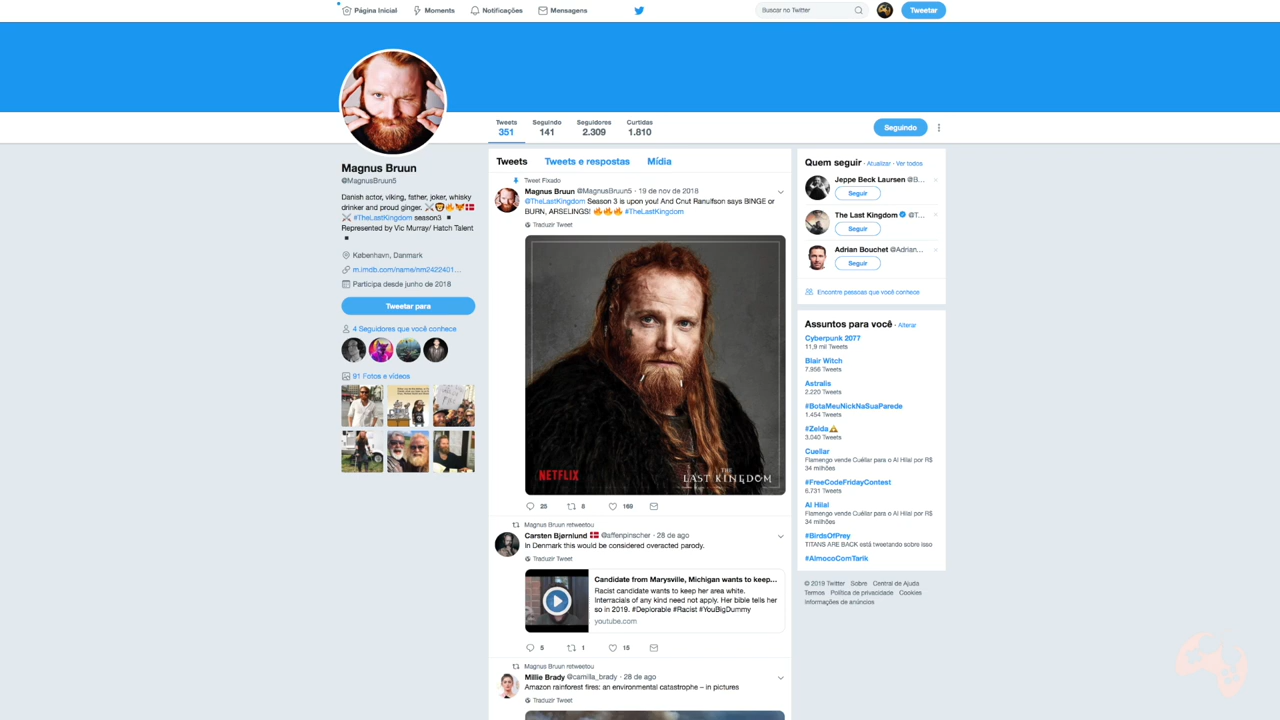 Página Inicial
Moments
Notificações
Mensagens
Buscar no Twitter
Tweetar
Tweets
351
Seguindo
141
Seguidores
2.309
Curtidas
1.810
Seguindo
Magnus Bruun
@MagnusBruun5
Danish actor, viking, father, joker, whisky
drinker and proud ginger.
#TheLastKingdom season3
Represented by Vic Murray/ Hatch Talent
København, Danmark
m.imdb.com/name/nm2422401...
Participa desde junho de 2018
Tweetar para
4 Seguidores que você conhece
91 Fotos e vídeos
Tweets
Tweets e respostas
Mídia
Tweet Fixado
Magnus Bruun @MagnusBruun5 · 19 de nov de 2018
@TheLastKingdom Season 3 is upon you! And Cnut Ranulfson says BINGE or
BURN, ARSELINGS! 🔥🔥🔥 #TheLastKingdom
Traduzir Tweet
NETFLIX
THE
LAST KINGDOM
25
8
169
Magnus Bruun retweetou
Carsten Bjørnlund 🇩🇰 @affenpinscher · 28 de ago
In Denmark this would be considered overacted parody.
Traduzir Tweet
Candidate from Marysville, Michigan wants to keep...
Racist candidate wants to keep her area white.
Interracials of any kind need not apply. Her bible tells her
so in 2019. #Deplorable #Racist #YouBigDummy
youtube.com
5
1
15
Magnus Bruun retweetou
Millie Brady @camilla_brady · 28 de ago
Amazon rainforest fires: an environmental catastrophe – in pictures
Traduzir Tweet
Quem seguir · Atualizar · Ver todos
Jeppe Beck Laursen @B...
Seguir
The Last Kingdom @T...
Seguir
Adrian Bouchet @Adrian...
Seguir
Encontre pessoas que você conhece
Assuntos para você · Alterar
Cyberpunk 2077
11,9 mil Tweets
Blair Witch
7.956 Tweets
Astralis
2.220 Tweets
#BotaMeuNickNaSuaParede
1.454 Tweets
#Zelda
3.040 Tweets
Cuellar
Flamengo vende Cuéllar para o Al Hilal por R$
34 milhões
#FreeCodeFridayContest
6.731 Tweets
Al Hilal
Flamengo vende Cuéllar para o Al Hilal por R$
34 milhões
#BirdsOfPrey
TITANS ARE BACK está tweetando sobre isso
#AlmocoComTarik
© 2019 Twitter Sobre Central de Ajuda
Termos Política de privacidade Cookies
Informações de anúncios